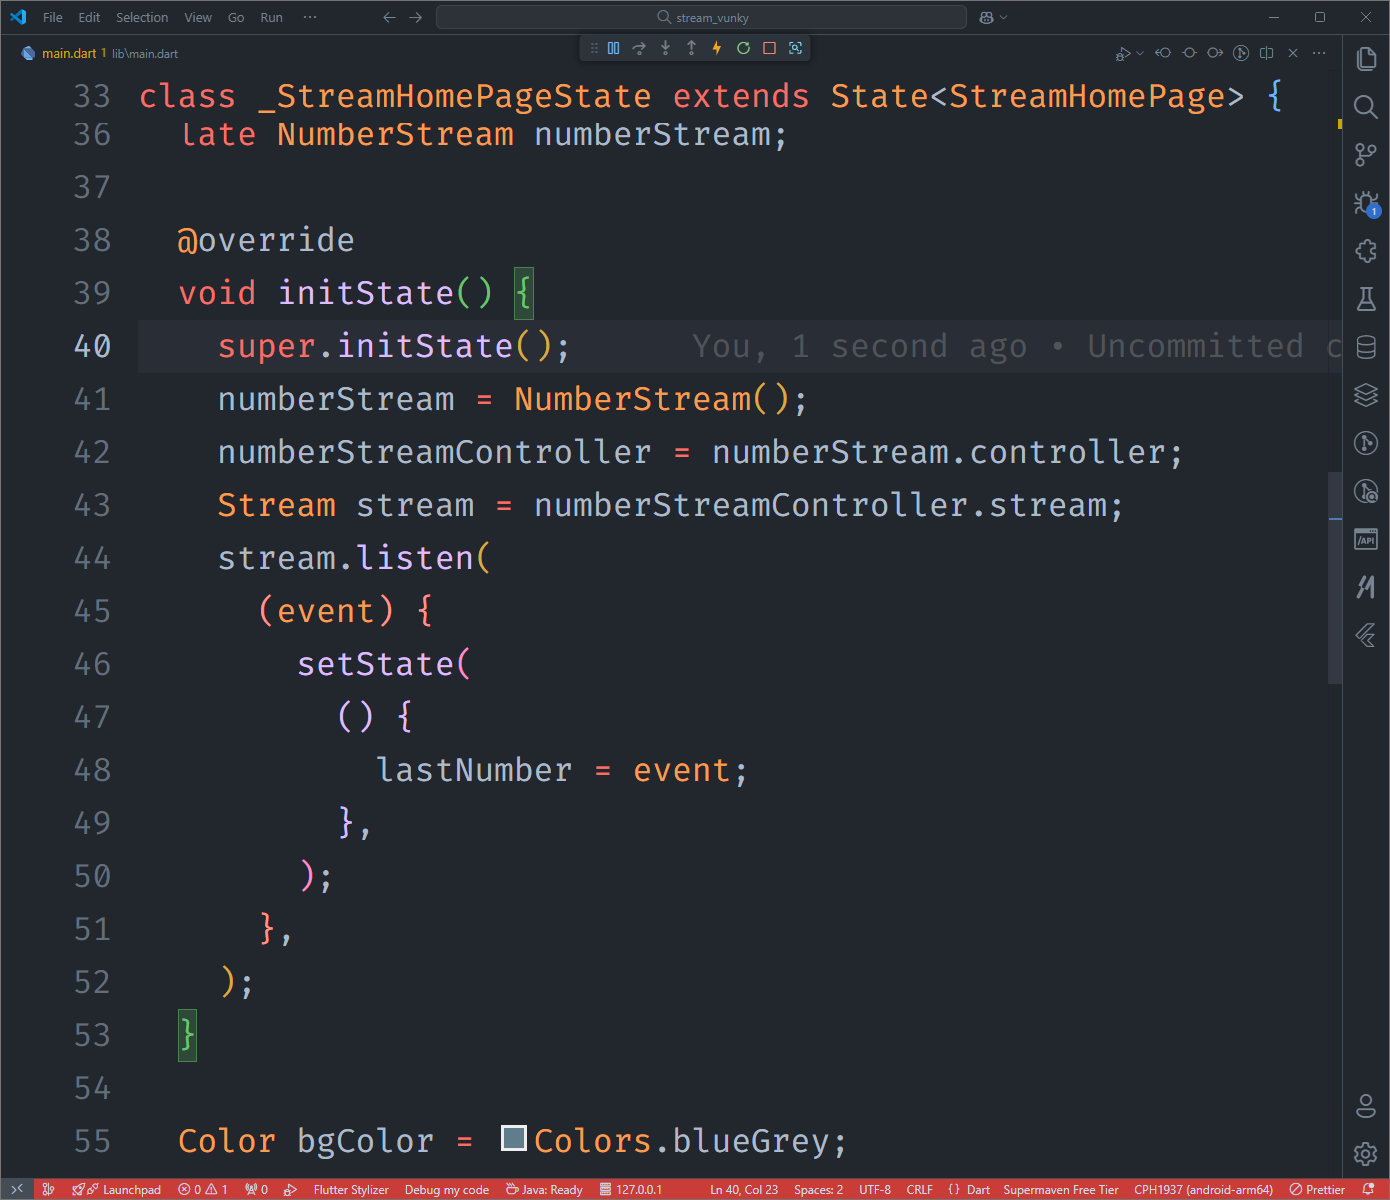 File Edit Selection View Go Run ··· stream_vunky
main.dart 1 lib\main.dart
33 class _StreamHomePageState extends State<StreamHomePage> {
36   late NumberStream numberStream;
37
38   @override
39   void initState() {
40     super.initState(); You, 1 second ago • Uncommitted c
41     numberStream = NumberStream();
42     numberStreamController = numberStream.controller;
43     Stream stream = numberStreamController.stream;
44     stream.listen(
45       (event) {
46         setState(
47           () {
48             lastNumber = event;
49           },
50         );
51       },
52     );
53   }
54
55   Color bgColor = Colors.blueGrey;
1
/API
Launchpad 0 1 0 Flutter Stylizer Debug my code Java: Ready 127.0.0.1 Ln 40, Col 23 Spaces: 2 UTF-8 CRLF {} Dart Supermaven Free Tier CPH1937 (android-arm64) Prettier